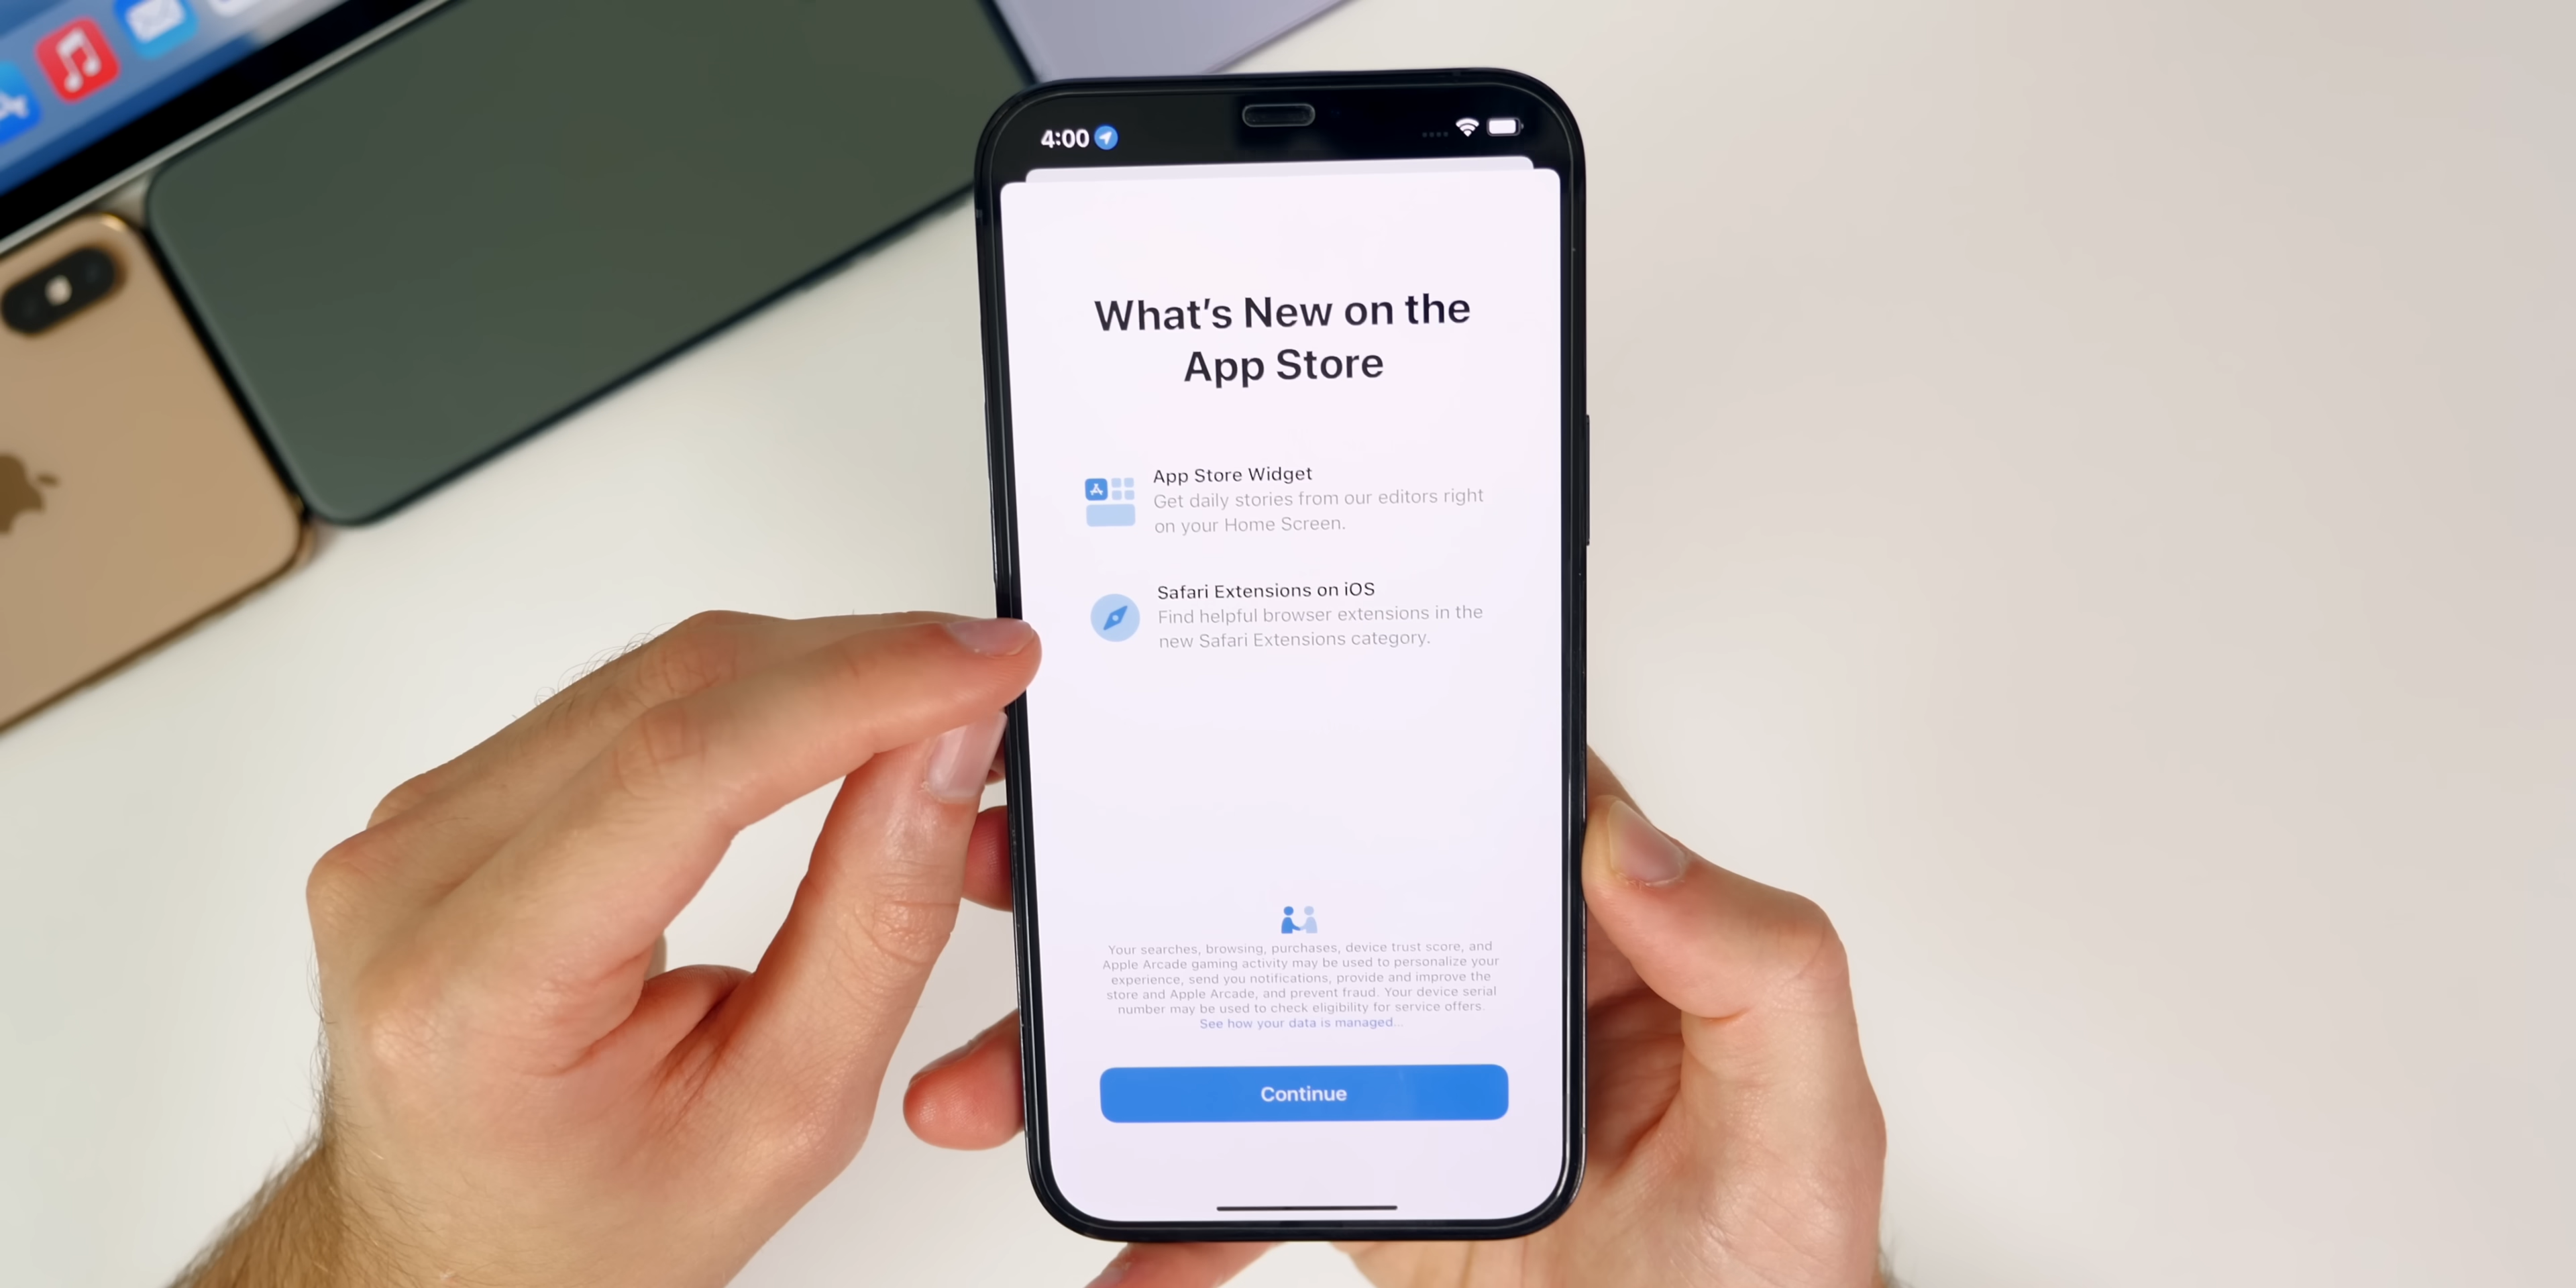 4:00
What's New on the
App Store
App Store Widget
Get daily stories from our editors right
on your Home Screen.
Safari Extensions on iOS
Find helpful browser extensions in the
new Safari Extensions category.
Your searches, browsing, purchases, device trust score, and
Apple Arcade gaming activity may be used to personalize your
experience, send you notifications, provide and improve the
store and Apple Arcade, and prevent fraud. Your device serial
number may be used to check eligibility for service offers.
See how your data is managed...
Continue